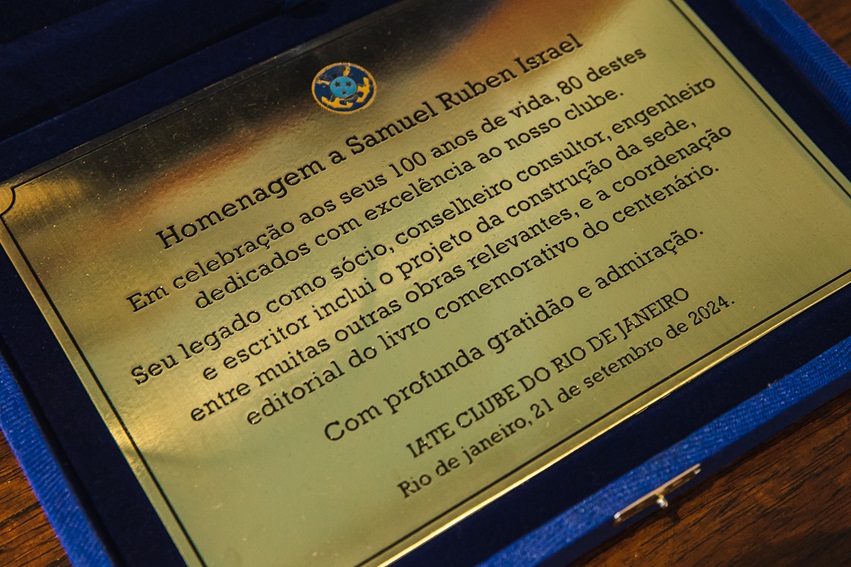 Homenagem a Samuel Ruben Israel
Em celebração aos seus 100 anos de vida, 80 destes
dedicados com excelência ao nosso clube.
Seu legado como sócio, conselheiro consultor, engenheiro
e escritor inclui o projeto da construção da sede,
entre muitas outras obras relevantes, e a coordenação
editorial do livro comemorativo do centenário.
Com profunda gratidão e admiração.
IATE CLUBE DO RIO DE JANEIRO
Rio de janeiro, 21 de setembro de 2024.